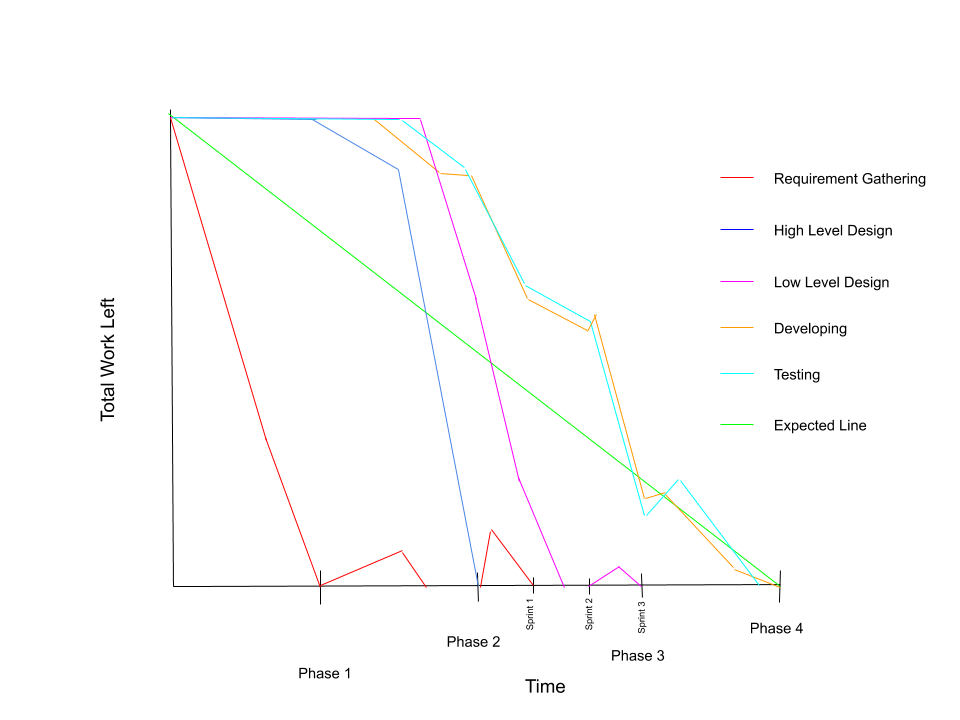 Requirement Gathering
High Level Design
Low Level Design
Developing
Testing
Expected Line
Total Work Left
Sprint 1
Sprint 2
Sprint 3
Phase 1
Phase 2
Phase 3
Phase 4
Time